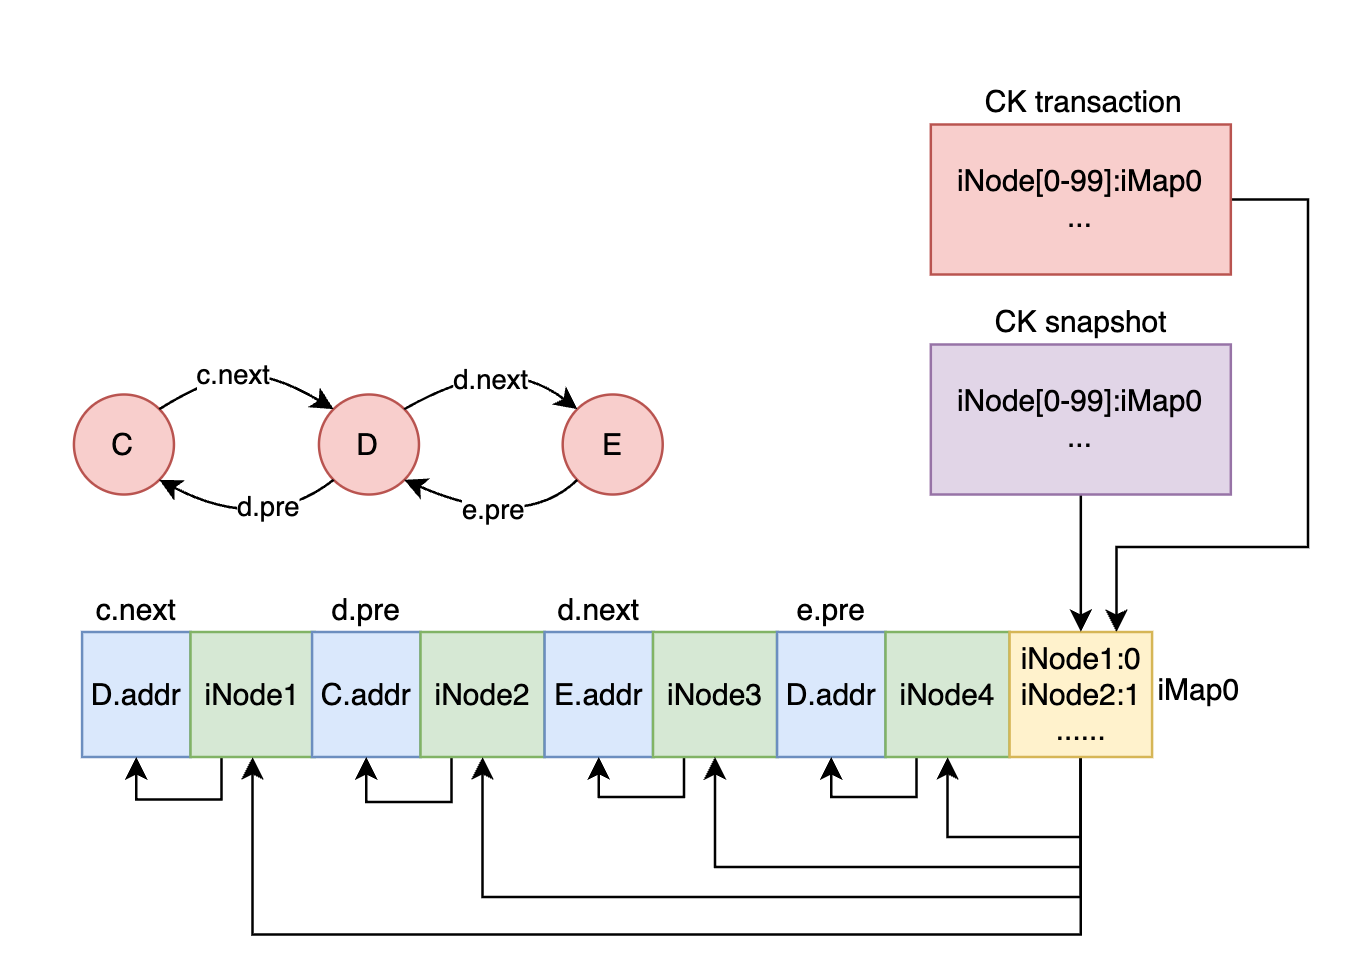 CK transaction
iNode[0-99]:iMap0
...
CK snapshot
iNode[0-99]:iMap0
...
c.next
d.next
C
D
E
d.pre
e.pre
c.next
d.pre
d.next
e.pre
D.addr
iNode1
C.addr
iNode2
E.addr
iNode3
D.addr
iNode4
iNode1:0
iNode2:1
......
iMap0